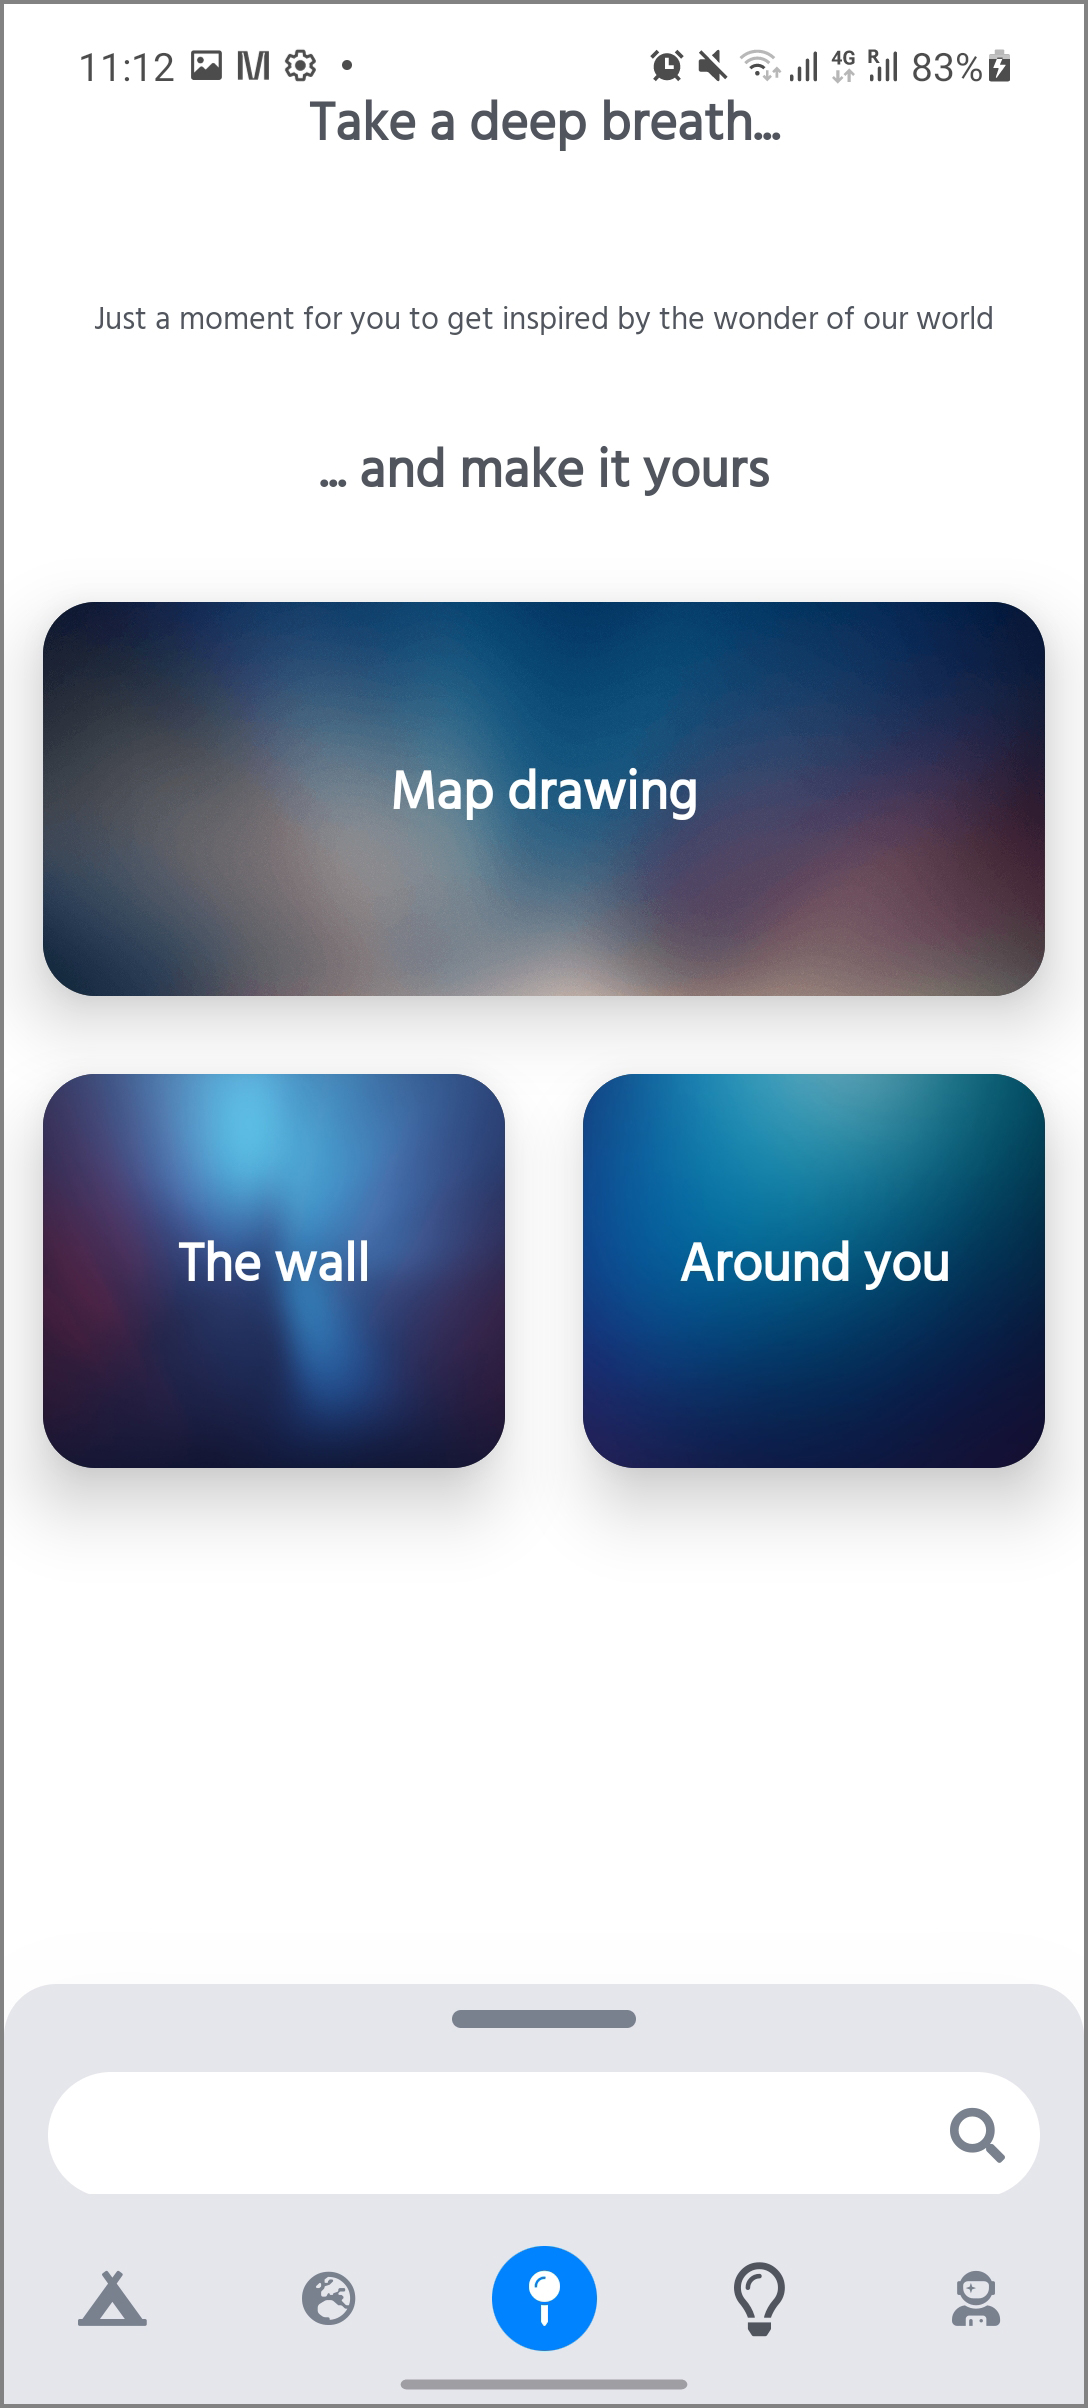 11:12 M 4G R 83%
Take a deep breath...
Just a moment for you to get inspired by the wonder of our world
... and make it yours
Map drawing
The wall
Around you